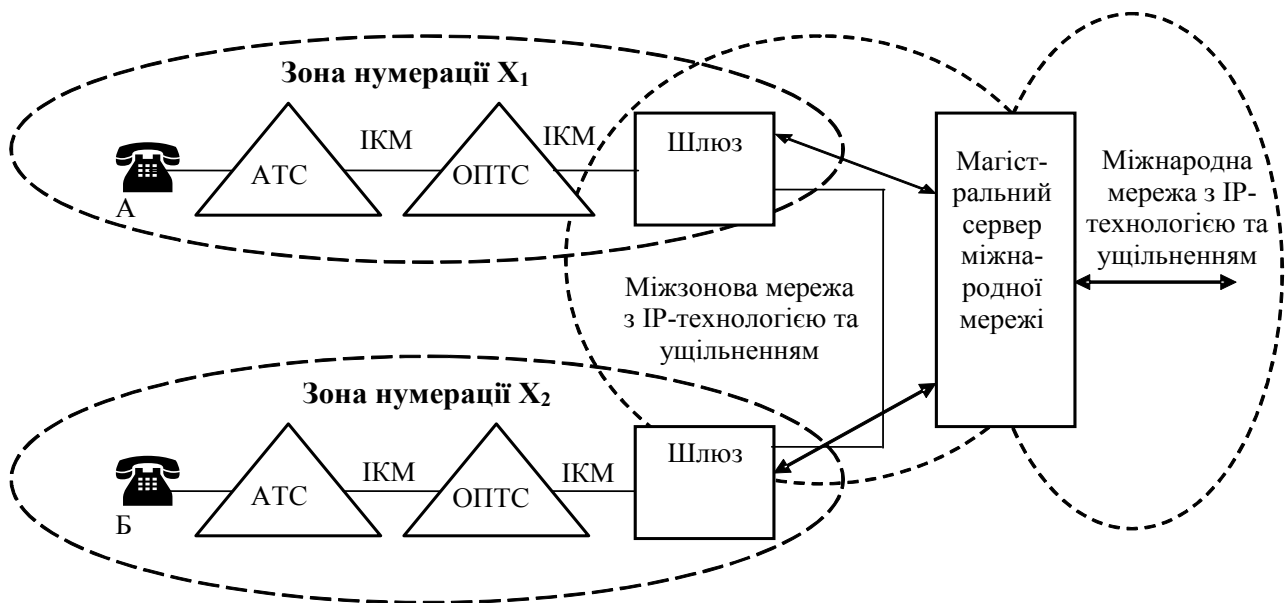 Зона нумерації X1
ІКМ
ІКМ
Шлюз
АТС
ОПТС
А
Магіст-
ральний
сервер
міжна-
родної
мережі
Міжнародна
мережа з IP-
технологією та
ущільненням
Міжзонова мережа
з IP-технологією та
ущільненням
Зона нумерації X2
ІКМ
ІКМ
Шлюз
АТС
ОПТС
Б